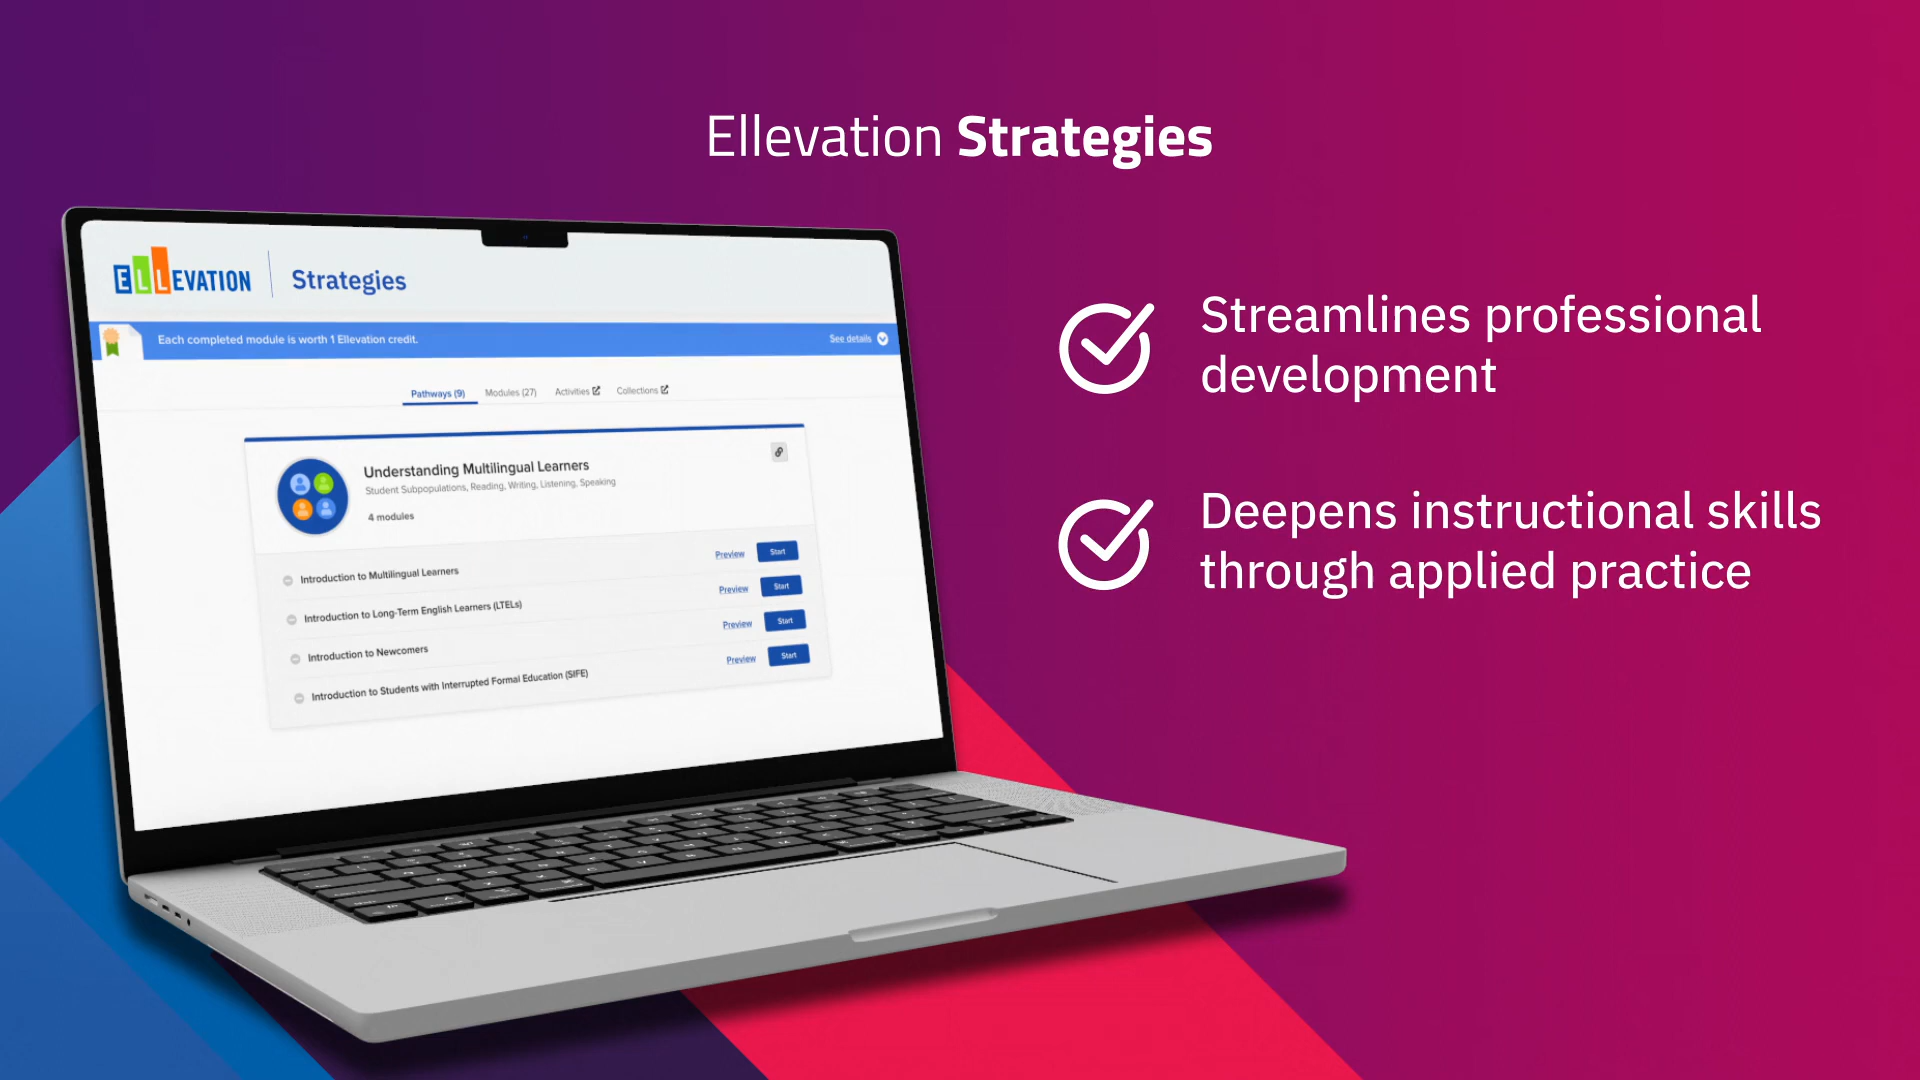 Ellevation Strategies
ELLEVATION
Strategies
Each completed module is worth 1 Ellevation credit.
See details
Pathways (9)
Modules (27)
Activities
Collections
Understanding Multilingual Learners
Student Subpopulations, Reading, Writing, Listening, Speaking
4 modules
Introduction to Multilingual Learners
Preview
Start
Introduction to Long-Term English Learners (LTELs)
Preview
Start
Introduction to Newcomers
Preview
Start
Introduction to Students with Interrupted Formal Education (SIFE)
Preview
Start
Streamlines professional
development
Deepens instructional skills
through applied practice